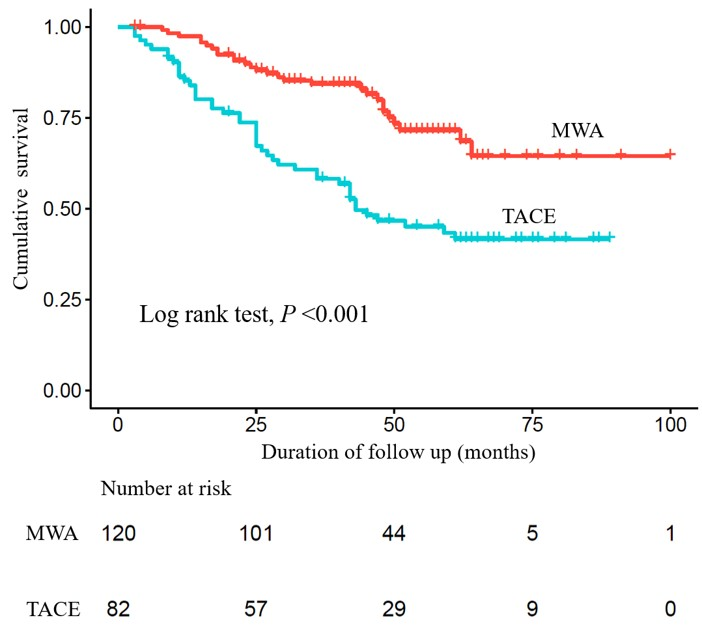 1.00
0.75
0.50
0.25
0.00
Cumulative survival
MWA
TACE
Log rank test, P <0.001
0 25 50 75 100
Duration of follow up (months)
Number at risk
MWA 120 101 44 5 1
TACE 82 57 29 9 0